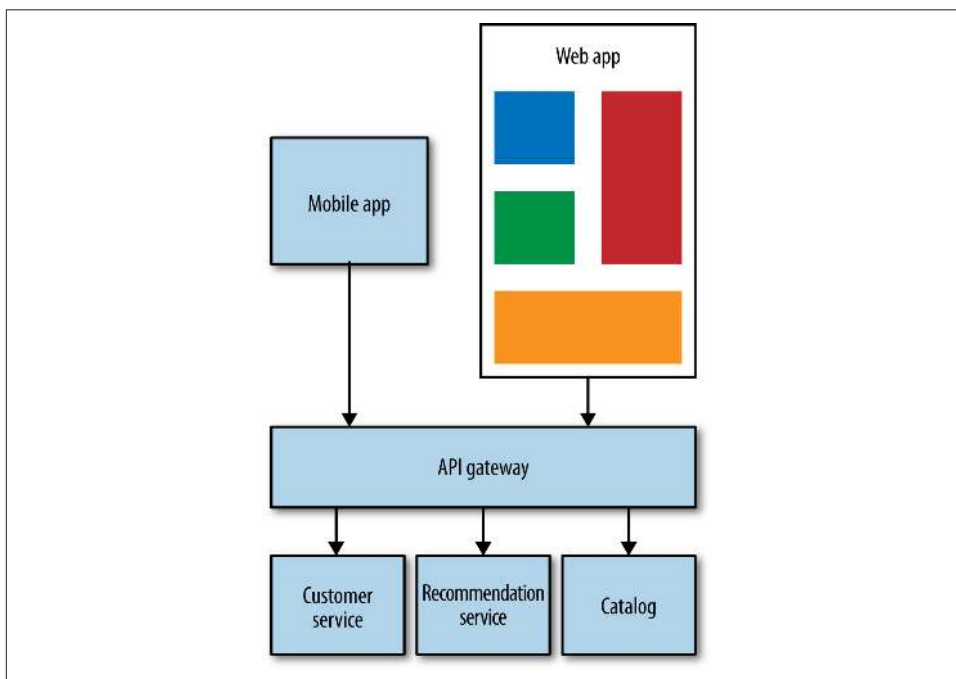 Web app
Mobile app
API gateway
Customer
service
Recommendation
service
Catalog